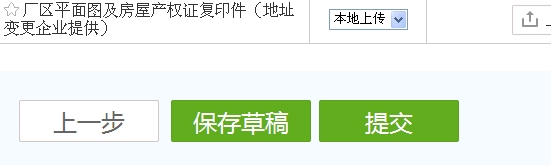 ☆厂区平面图及房屋产权证复印件（地址
变更企业提供） 本地上传
上一步 保存草稿 提交